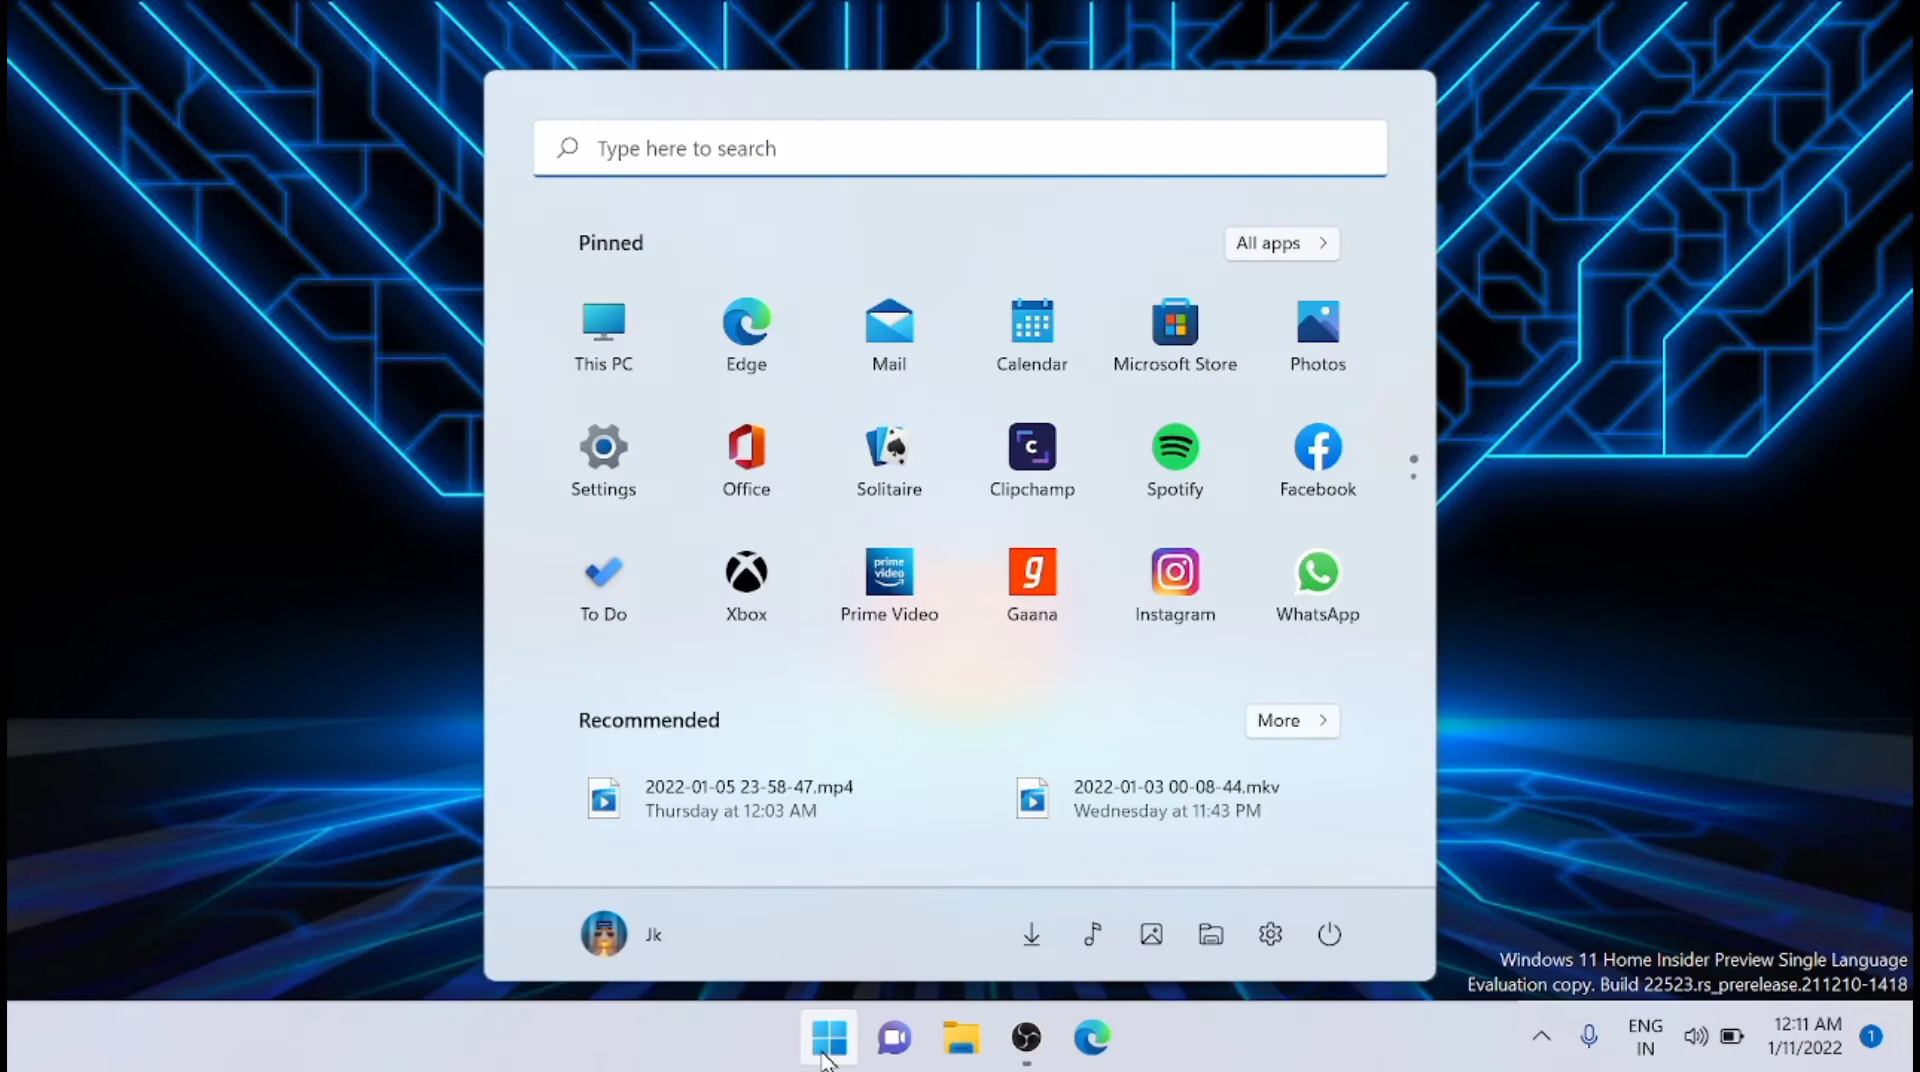 Type here to search
Pinned
All apps
This PC
Edge
Mail
Calendar
Microsoft Store
Photos
Settings
Office
Solitaire
C
Clipchamp
Spotify
Facebook
To Do
Xbox
prime
video
Prime Video
g
Gaana
Instagram
WhatsApp
Recommended
More
2022-01-05 23-58-47.mp4
Thursday at 12:03 AM
2022-01-03 00-08-44.mkv
Wednesday at 11:43 PM
Jk
Windows 11 Home Insider Preview Single Language
Evaluation copy. Build 22523.rs_prerelease.211210-1418
ENG
IN
12:11 AM
1/11/2022
1